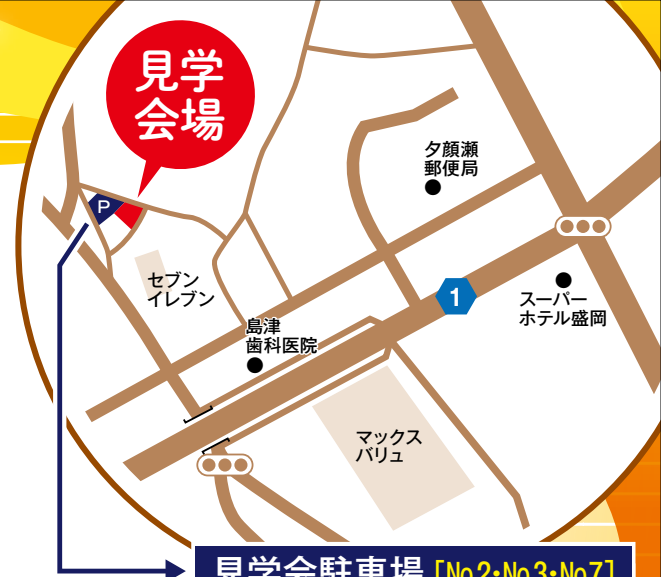 見学
会場
P
夕顔瀬
郵便局
セブン
イレブン
1
スーパー
ホテル盛岡
島津
歯科医院
マックス
バリュ
見学会駐車場[No2・No3・No7]